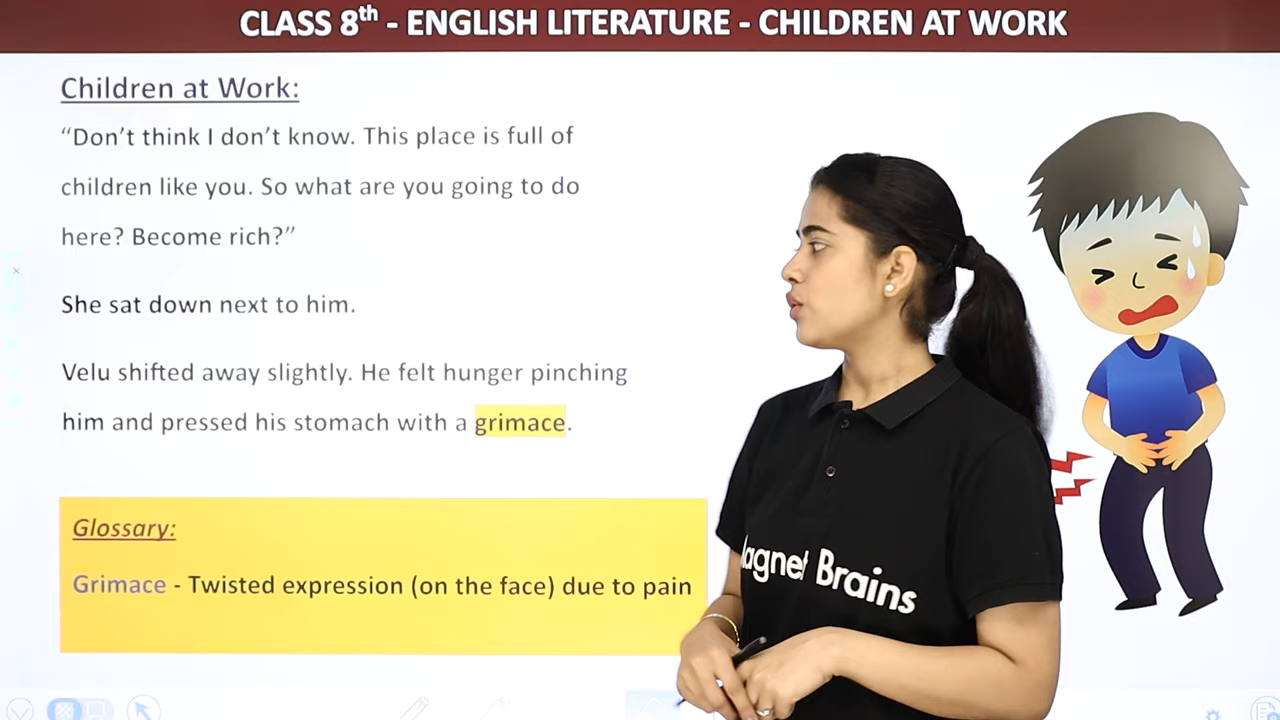 CLASS 8th - ENGLISH LITERATURE - CHILDREN AT WORK
Children at Work:
“Don’t think I don’t know. This place is full of
children like you. So what are you going to do
here? Become rich?”
She sat down next to him.
Velu shifted away slightly. He felt hunger pinching
him and pressed his stomach with a grimace.
Glossary:
Grimace - Twisted expression (on the face) due to pain
agnet Brains